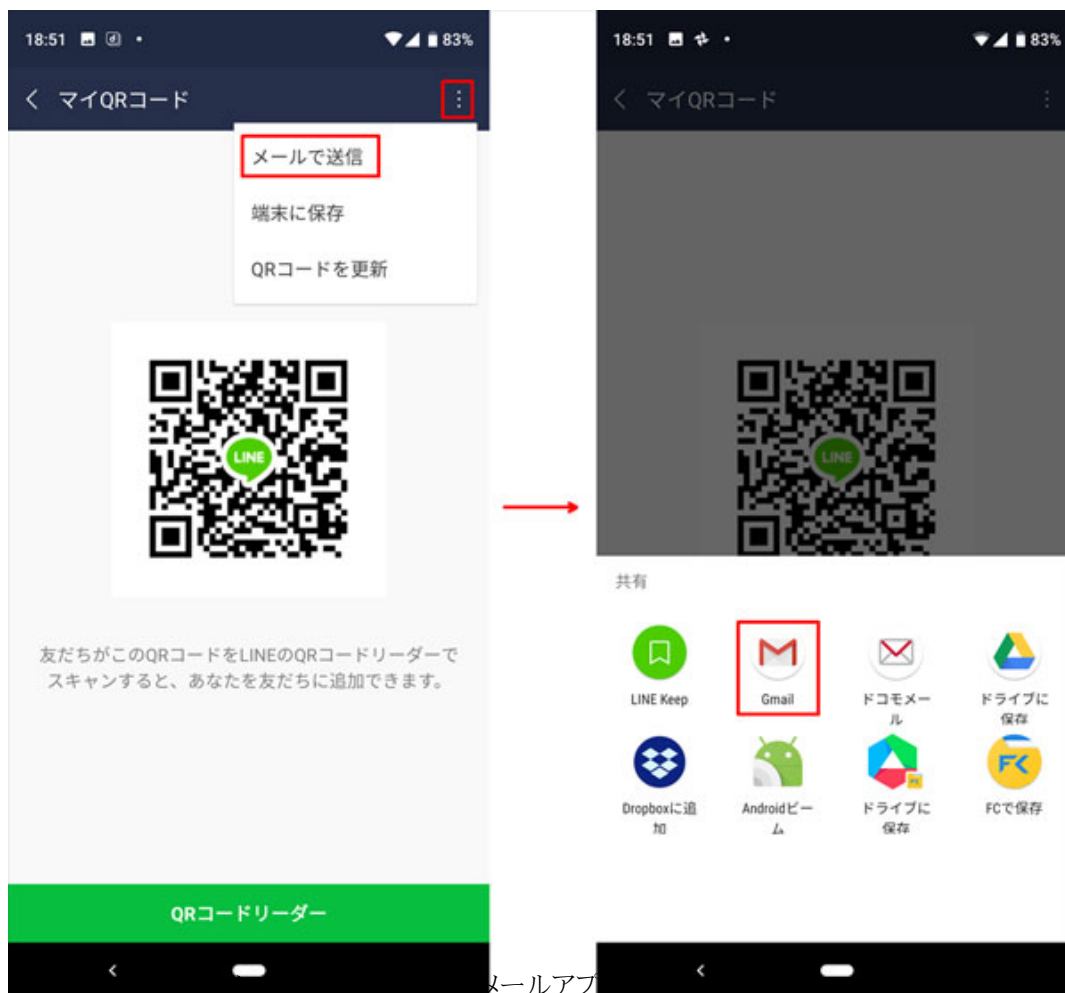 18:51
83%
マイQRコード
メールで送信
端末に保存
QRコードを更新
LINE
友だちがこのQRコードをLINEのQRコードリーダーで
スキャンすると、あなたを友だちに追加できます。
QRコードリーダー
18:51
83%
マイQRコード
LINE
共有
LINE Keep
Gmail
ドコモメー
ル
ドライブに
保存
Dropboxに追
加
Androidビー
ム
ドライブに
保存
FCで保存
メールアプ